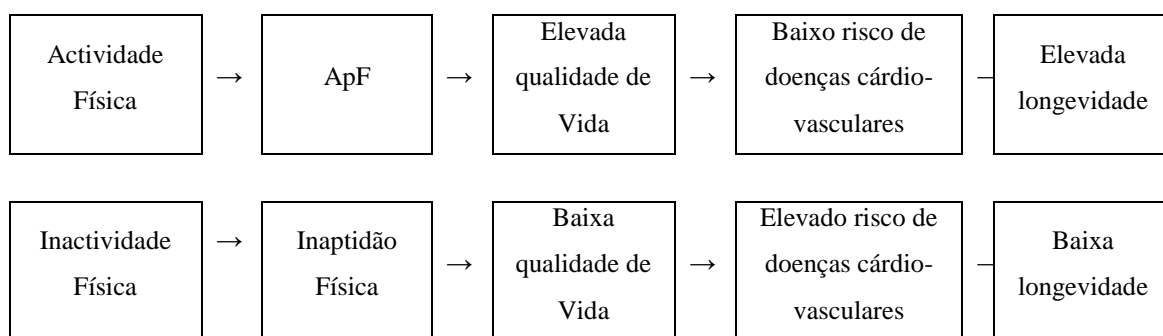 Actividade
Física
→
ApF
→
Elevada
qualidade de
Vida
→
Baixo risco de
doenças cárdio-
vasculares
–
Elevada
longevidade
Inactividade
Física
→
Inaptidão
Física
→
Baixa
qualidade de
Vida
→
Elevado risco de
doenças cárdio-
vasculares
–
Baixa
longevidade